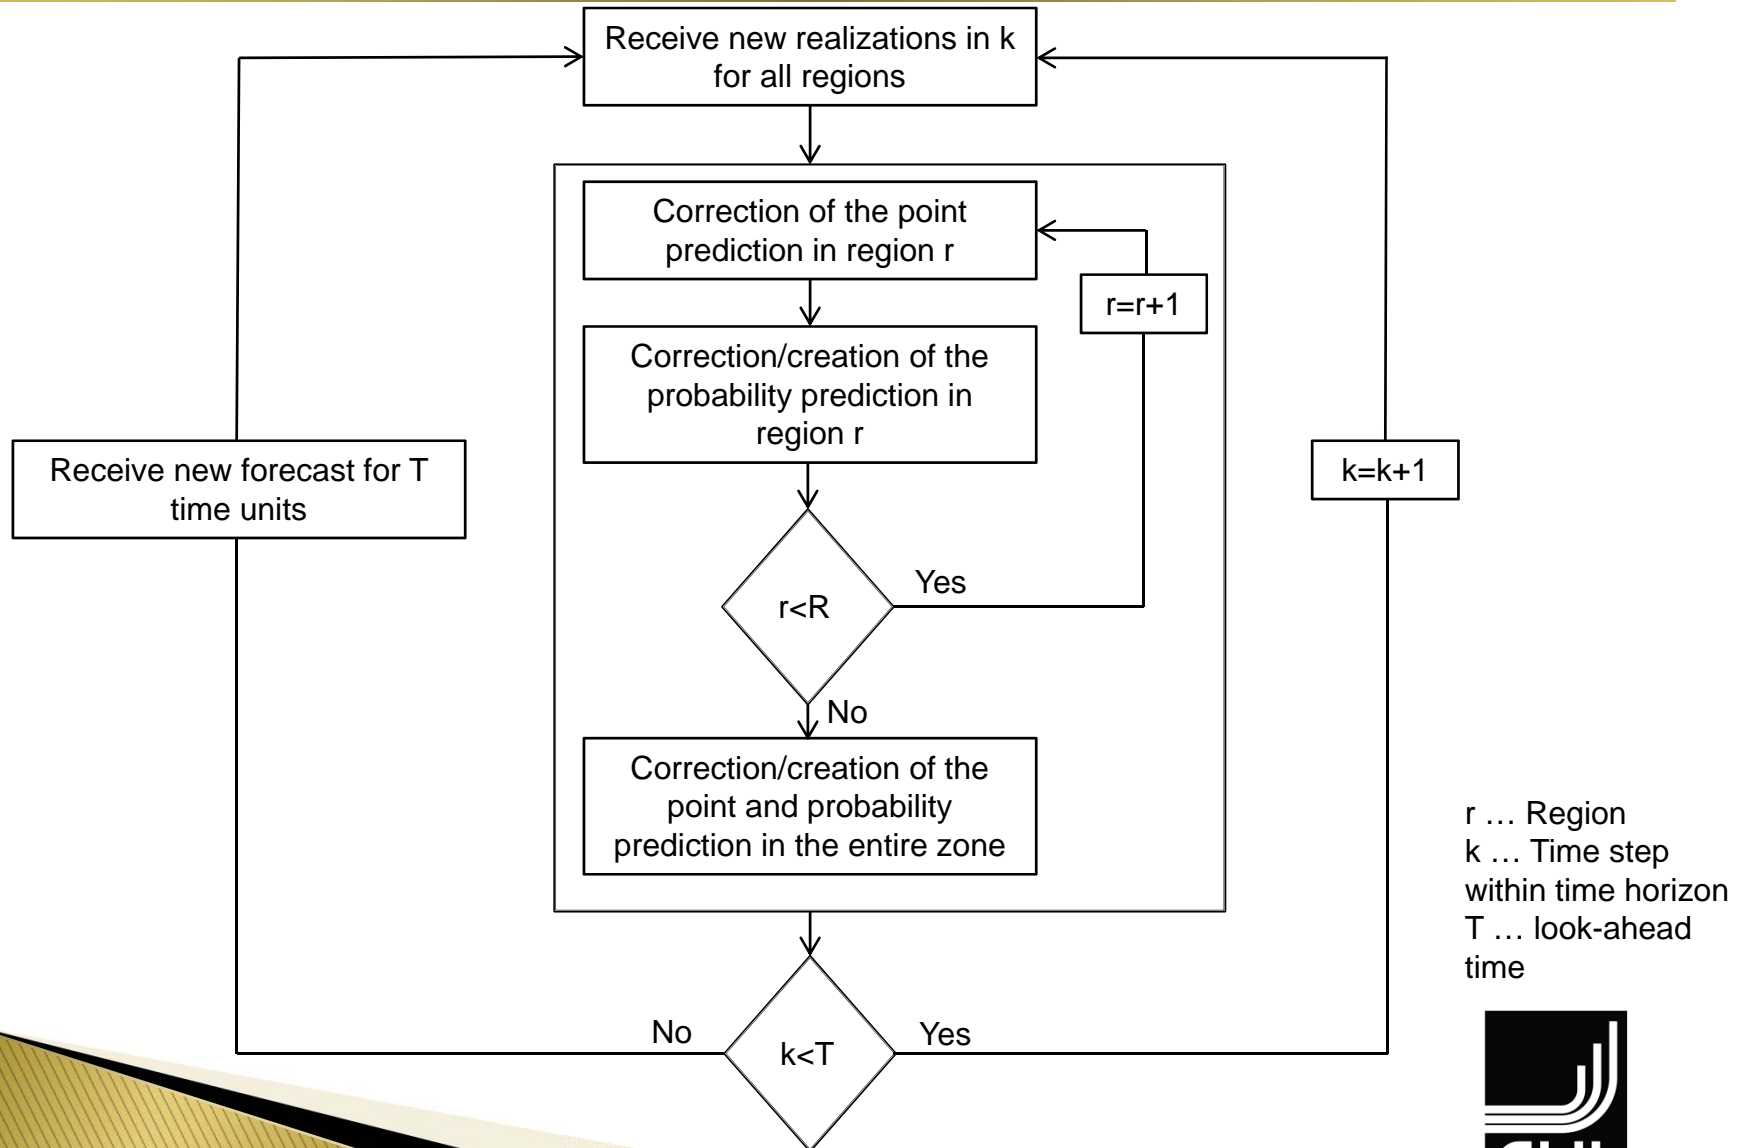 Receive new realizations in k
for all regions
Correction of the point
prediction in region r
r=r+1
Correction/creation of the
probability prediction in
region r
Receive new forecast for T
time units
k=k+1
Yes
r<R
No
Correction/creation of the
point and probability
prediction in the entire zone
r … Region
k … Time step
within time horizon
T … look-ahead
time
No
k<T
Yes